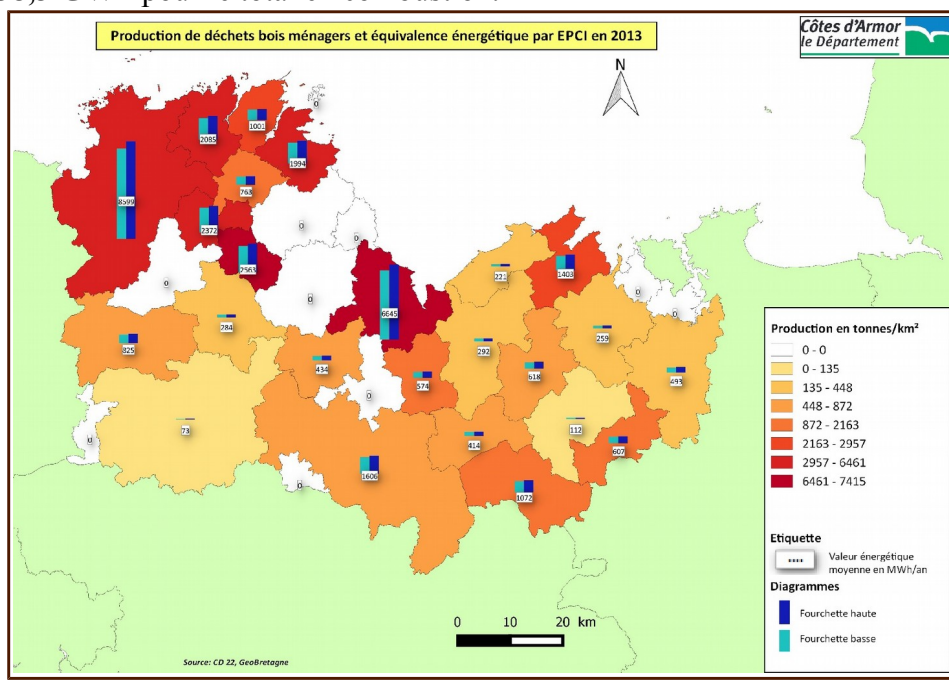 Production de déchets bois ménagers et équivalence énergétique par EPCI en 2013
Côtes d'Armor
le Département
N
0
1001
2085
1994
8599
763
2372
0
0
2563
0
221
1403
0
0
0
6645
284
825
292
259
434
574
618
493
0
73
112
0
414
607
1606
0
1072
Production en tonnes/km²
0 - 0
0 - 135
135 - 448
448 - 872
872 - 2163
2163 - 2957
2957 - 6461
6461 - 7415
Etiquette
Valeur énergétique
moyenne en MWh/an
Diagrammes
Fourchette haute
Fourchette basse
0 10 20 km
Source: CD 22, GeoBretagne